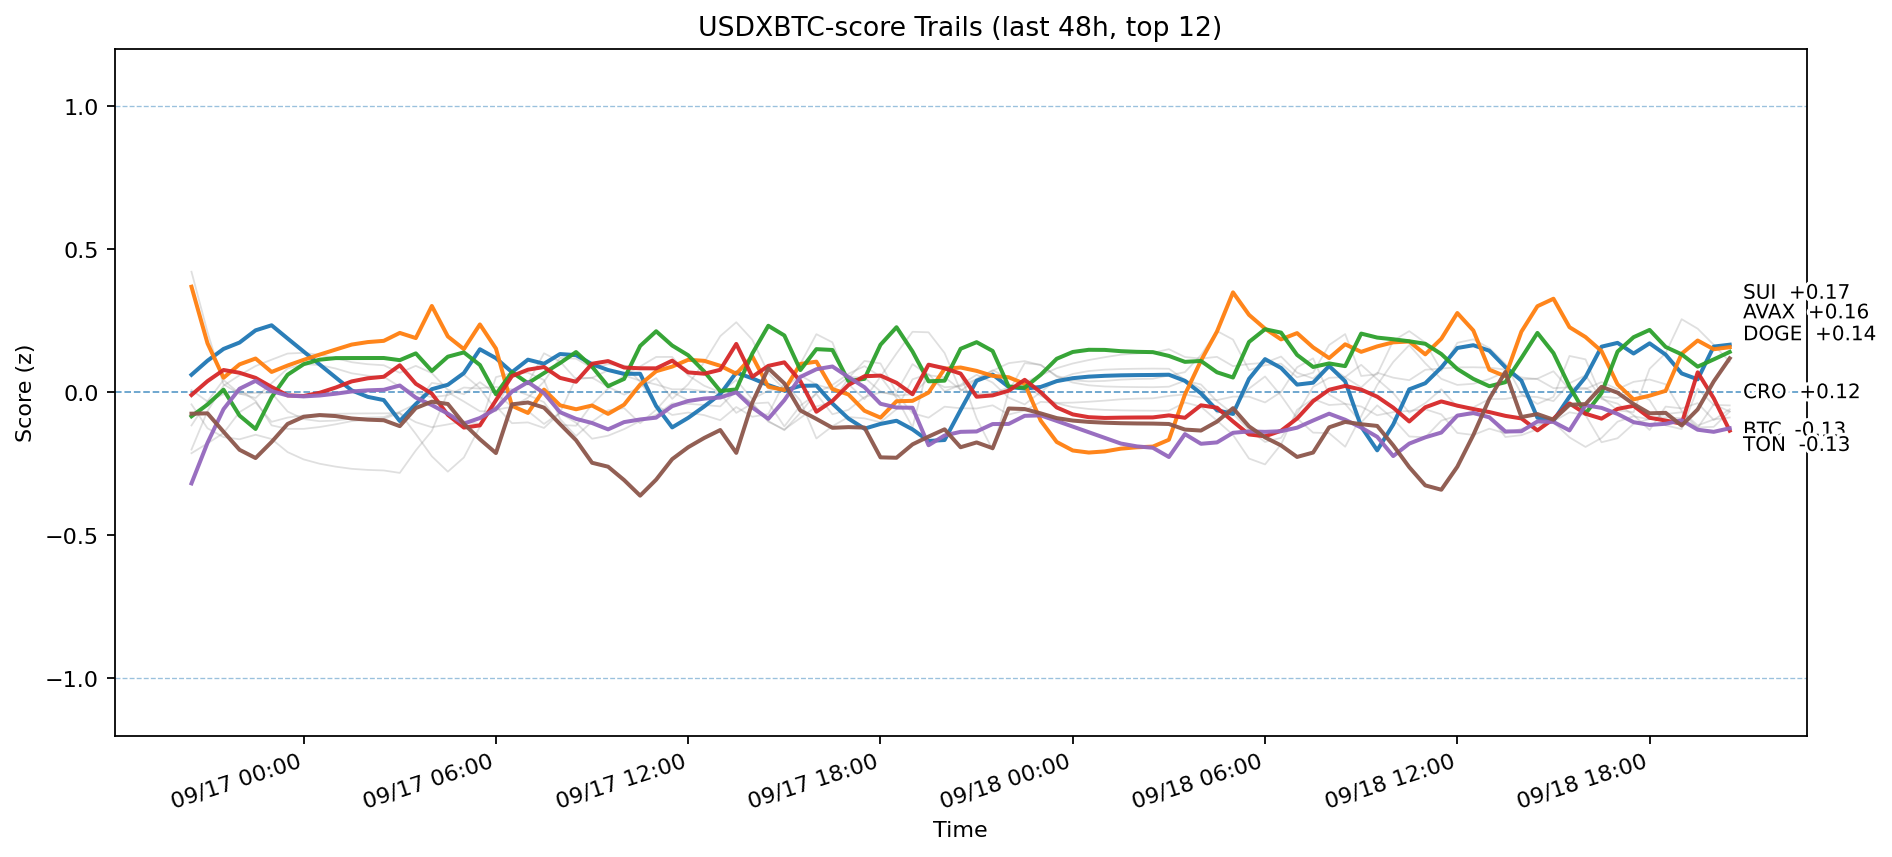 USDXBTC-score Trails (last 48h, top 12)
Score (z)
1.0
0.5
0.0
−0.5
−1.0
SUI +0.17
AVAX +0.16
DOGE +0.14
CRO +0.12
BTC -0.13
TON -0.13
09/17 00:00
09/17 06:00
09/17 12:00
09/17 18:00
09/18 00:00
09/18 06:00
09/18 12:00
09/18 18:00
Time